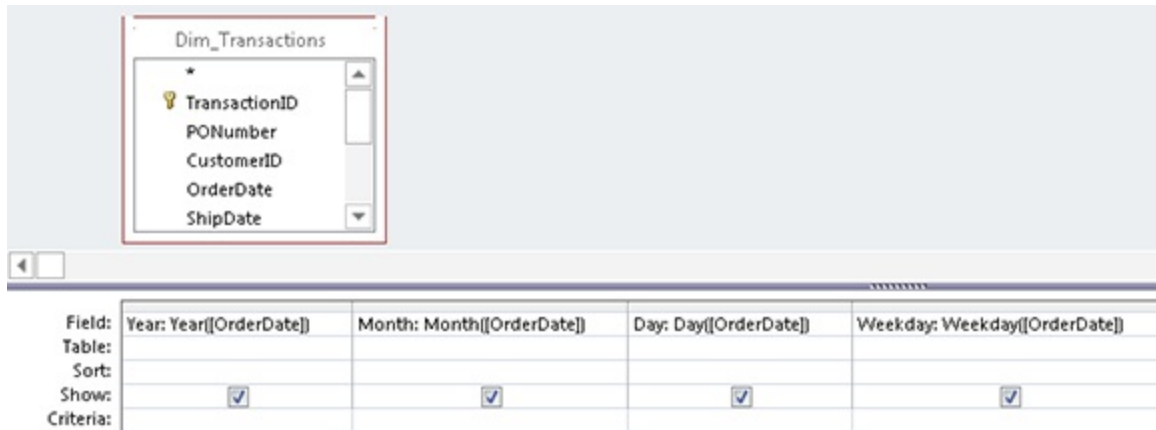 Dim_Transactions
*
TransactionID
PONumber
CustomerID
OrderDate
ShipDate
Field: Year: Year([OrderDate]) Month: Month([OrderDate]) Day: Day([OrderDate]) Weekday: Weekday([OrderDate])
Table:
Sort:
Show:
Criteria: